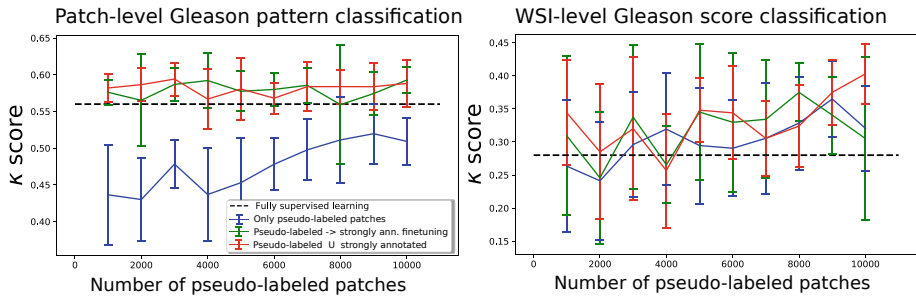 Patch-level Gleason pattern classification
κ score
0.65
0.60
0.55
0.50
0.45
0.40
Fully supervised learning
Only pseudo-labeled patches
Pseudo-labeled -> strongly ann. finetuning
Pseudo-labeled U strongly annotated
0 2000 4000 6000 8000 10000
Number of pseudo-labeled patches
WSI-level Gleason score classification
κ score
0.45
0.40
0.35
0.30
0.25
0.20
0.15
0 2000 4000 6000 8000 10000
Number of pseudo-labeled patches